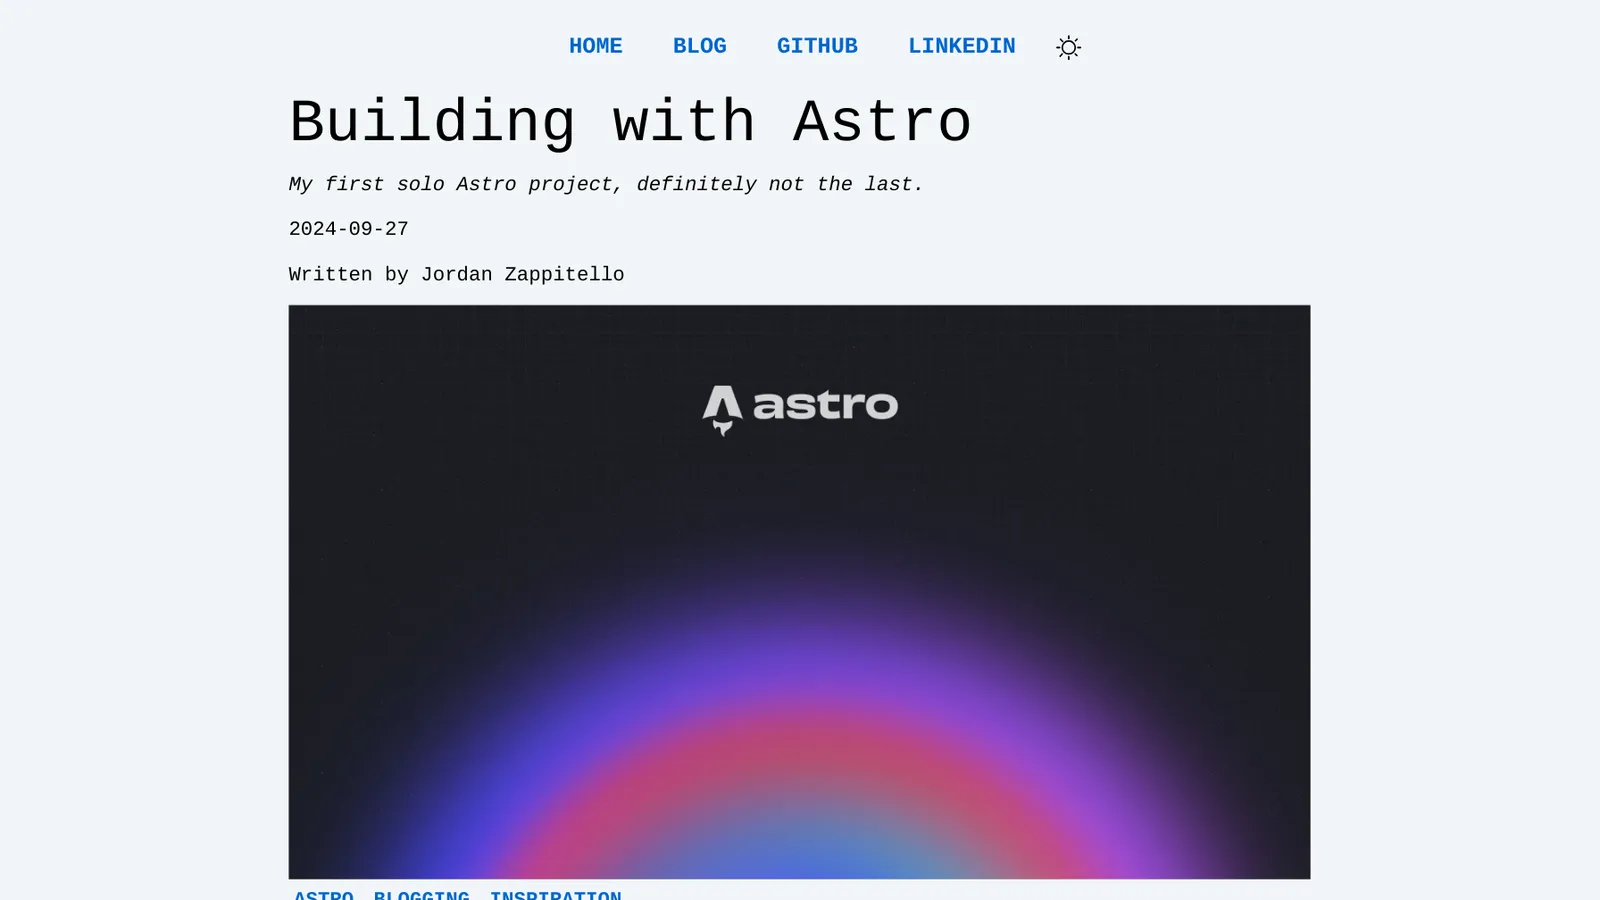 HOME BLOG GITHUB LINKEDIN
Building with Astro
My first solo Astro project, definitely not the last.
2024-09-27
Written by Jordan Zappitello
astro
ASTRO BLOGGING INSPIRATION